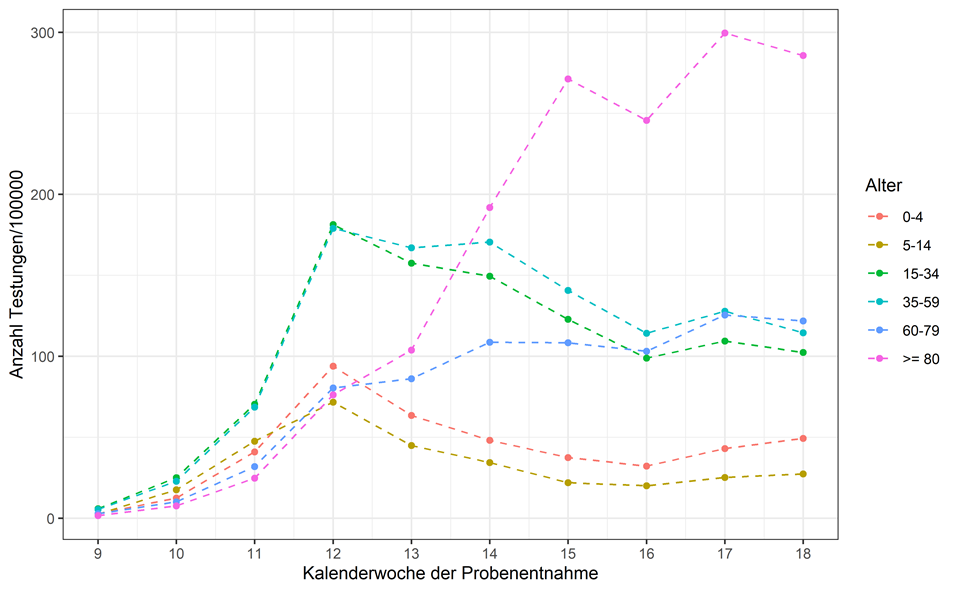 300
200
100
0
Anzahl Testungen/100000
9 10 11 12 13 14 15 16 17 18
Kalenderwoche der Probenentnahme
Alter
0-4
5-14
15-34
35-59
60-79
>= 80